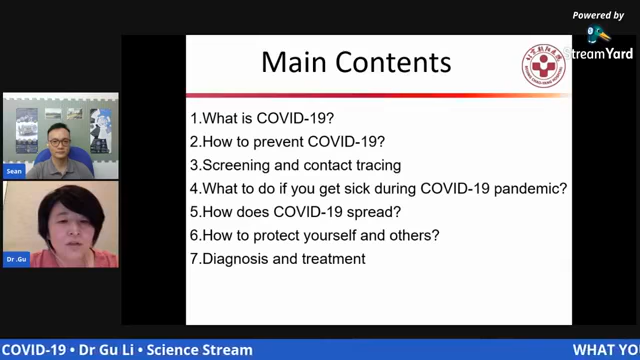 Powered by
StreamYard
Main Contents
1.What is COVID-19?
2.How to prevent COVID-19?
3.Screening and contact tracing
4.What to do if you get sick during COVID-19 pandemic?
5.How does COVID-19 spread?
6.How to protect yourself and others?
7.Diagnosis and treatment
Sean
Dr .Gu
COVID-19 • Dr Gu Li • Science Stream
WHAT YO